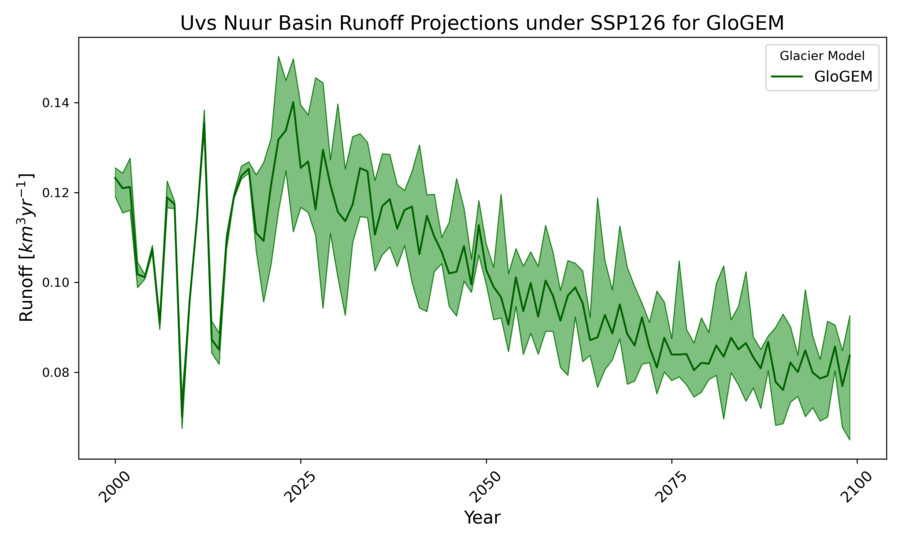 Uvs Nuur Basin Runoff Projections under SSP126 for GloGEM
Glacier Model
GloGEM
0.14
0.12
0.10
0.08
Runoff [km³yr⁻¹]
2000
2025
2050
2075
2100
Year